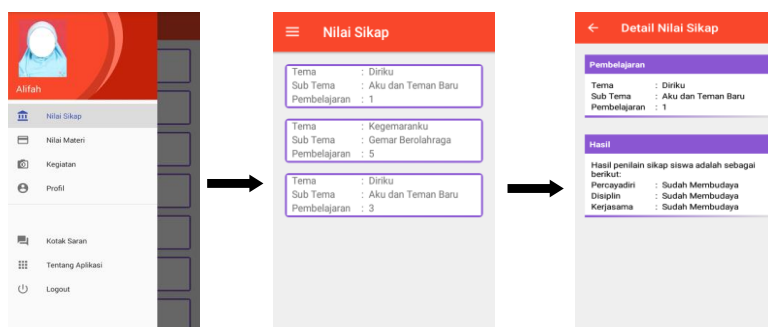 Alifah
Nilai Sikap
Nilai Materi
Kegiatan
Profil
Kotak Saran
Tentang Aplikasi
Logout
Nilai Sikap
Tema : Diriku
Sub Tema : Aku dan Teman Baru
Pembelajaran : 1
Tema : Kegemaranku
Sub Tema : Gemar Berolahraga
Pembelajaran : 5
Tema : Diriku
Sub Tema : Aku dan Teman Baru
Pembelajaran : 3
Detail Nilai Sikap
Pembelajaran
Tema : Diriku
Sub Tema : Aku dan Teman Baru
Pembelajaran : 1
Hasil
Hasil penilain sikap siswa adalah sebagai
berikut:
Percayadiri : Sudah Membudaya
Disiplin : Sudah Membudaya
Kerjasama : Sudah Membudaya